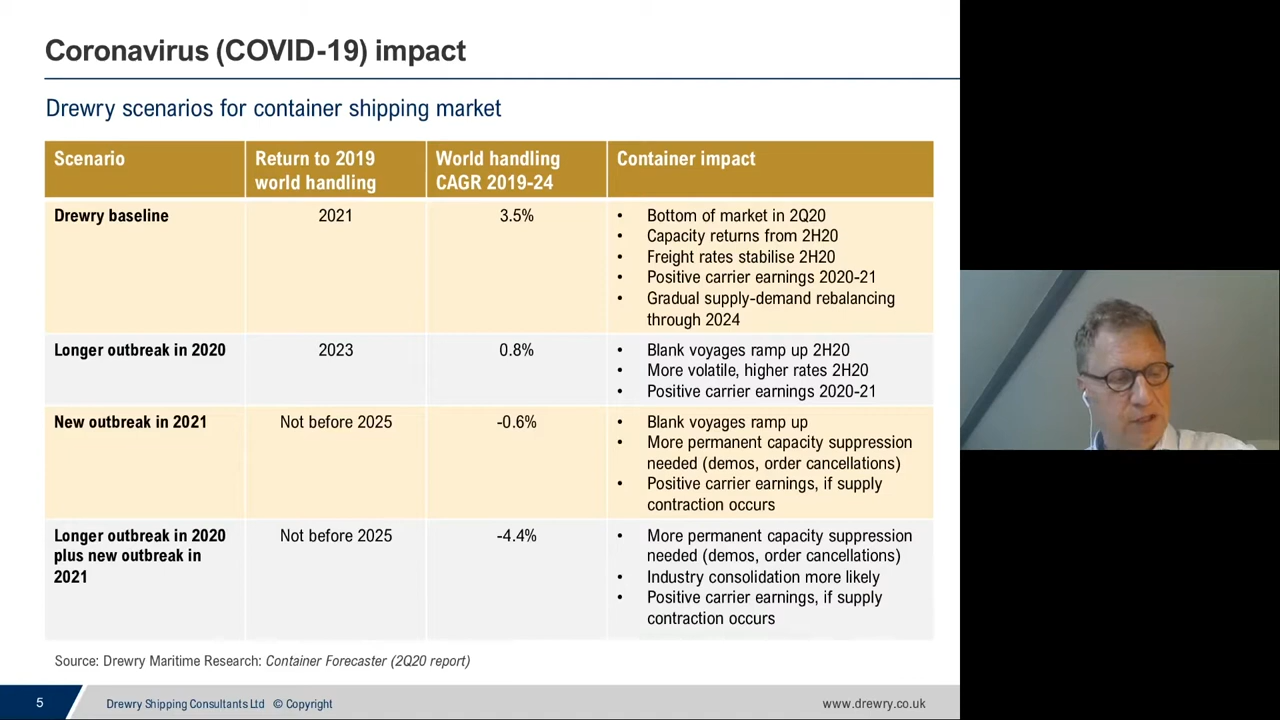 Coronavirus (COVID-19) impact
Drewry scenarios for container shipping market
Scenario
Return to 2019
world handling
World handling
CAGR 2019-24
Container impact
Drewry baseline
2021
3.5%
• Bottom of market in 2Q20
• Capacity returns from 2H20
• Freight rates stabilise 2H20
• Positive carrier earnings 2020-21
• Gradual supply-demand rebalancing
through 2024
Longer outbreak in 2020
2023
0.8%
• Blank voyages ramp up 2H20
• More volatile, higher rates 2H20
• Positive carrier earnings 2020-21
New outbreak in 2021
Not before 2025
-0.6%
• Blank voyages ramp up
• More permanent capacity suppression
needed (demos, order cancellations)
• Positive carrier earnings, if supply
contraction occurs
Longer outbreak in 2020
plus new outbreak in
2021
Not before 2025
-4.4%
• More permanent capacity suppression
needed (demos, order cancellations)
• Industry consolidation more likely
• Positive carrier earnings, if supply
contraction occurs
Source: Drewry Maritime Research: Container Forecaster (2Q20 report)
5
Drewry Shipping Consultants Ltd © Copyright
www.drewry.co.uk